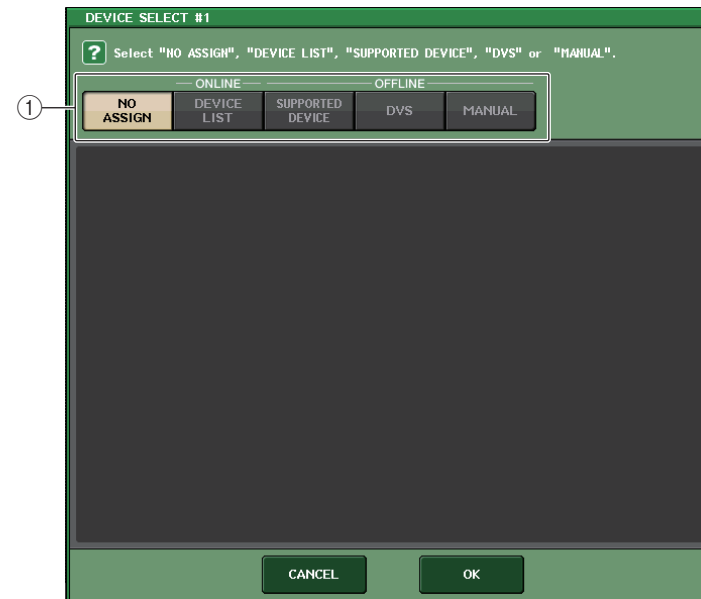 DEVICE SELECT #1
? Select "NO ASSIGN", "DEVICE LIST", "SUPPORTED DEVICE", "DVS" or "MANUAL".
ONLINE OFFLINE
①
NO ASSIGN
DEVICE LIST
SUPPORTED DEVICE
DVS
MANUAL
CANCEL OK